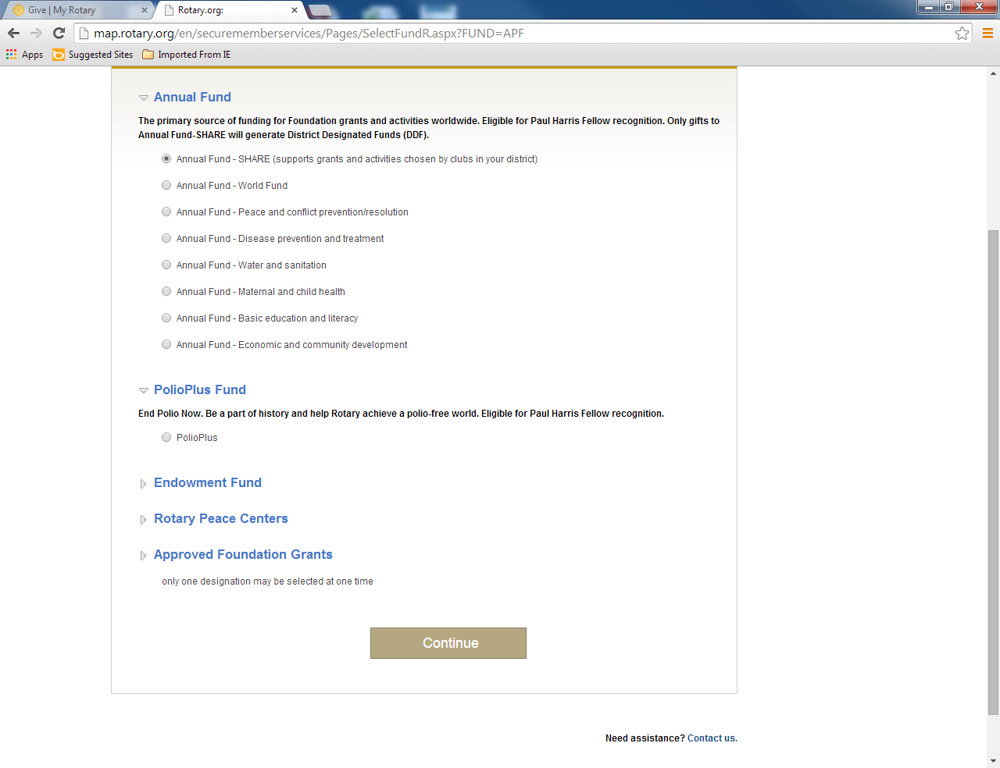 Give | My Rotary
Rotary.org:
map.rotary.org/en/securememberservices/Pages/SelectFundR.aspx?FUND=APF
Apps Suggested Sites Imported From IE
Annual Fund
The primary source of funding for Foundation grants and activities worldwide. Eligible for Paul Harris Fellow recognition. Only gifts to
Annual Fund-SHARE will generate District Designated Funds (DDF).
Annual Fund - SHARE (supports grants and activities chosen by clubs in your district)
Annual Fund - World Fund
Annual Fund - Peace and conflict prevention/resolution
Annual Fund - Disease prevention and treatment
Annual Fund - Water and sanitation
Annual Fund - Maternal and child health
Annual Fund - Basic education and literacy
Annual Fund - Economic and community development
PolioPlus Fund
End Polio Now. Be a part of history and help Rotary achieve a polio-free world. Eligible for Paul Harris Fellow recognition.
PolioPlus
Endowment Fund
Rotary Peace Centers
Approved Foundation Grants
only one designation may be selected at one time
Continue
Need assistance? Contact us.